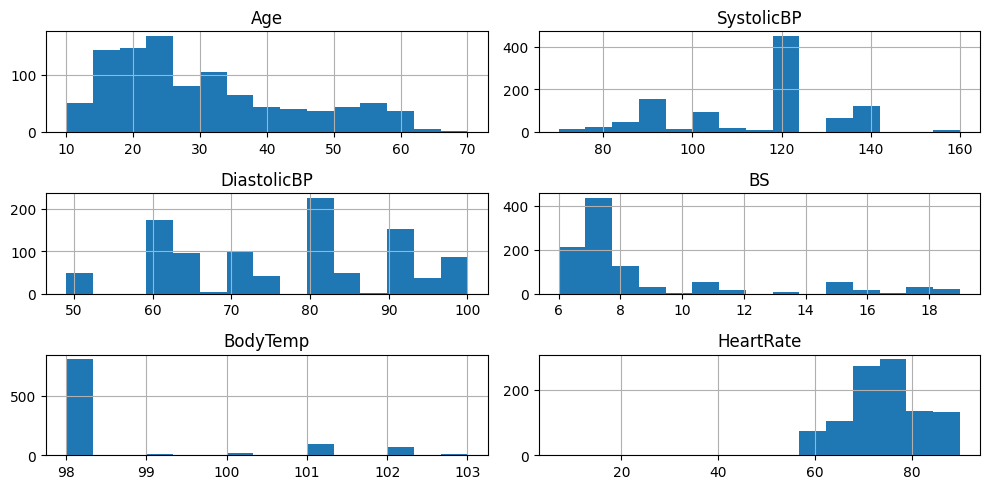 Age SystolicBP
100 400
200
0 0
10 20 30 40 50 60 70 80 100 120 140 160
DiastolicBP BS
200 400
100 200
0 0
50 60 70 80 90 100 6 8 10 12 14 16 18
BodyTemp HeartRate
500 200
0 0
98 99 100 101 102 103 20 40 60 80